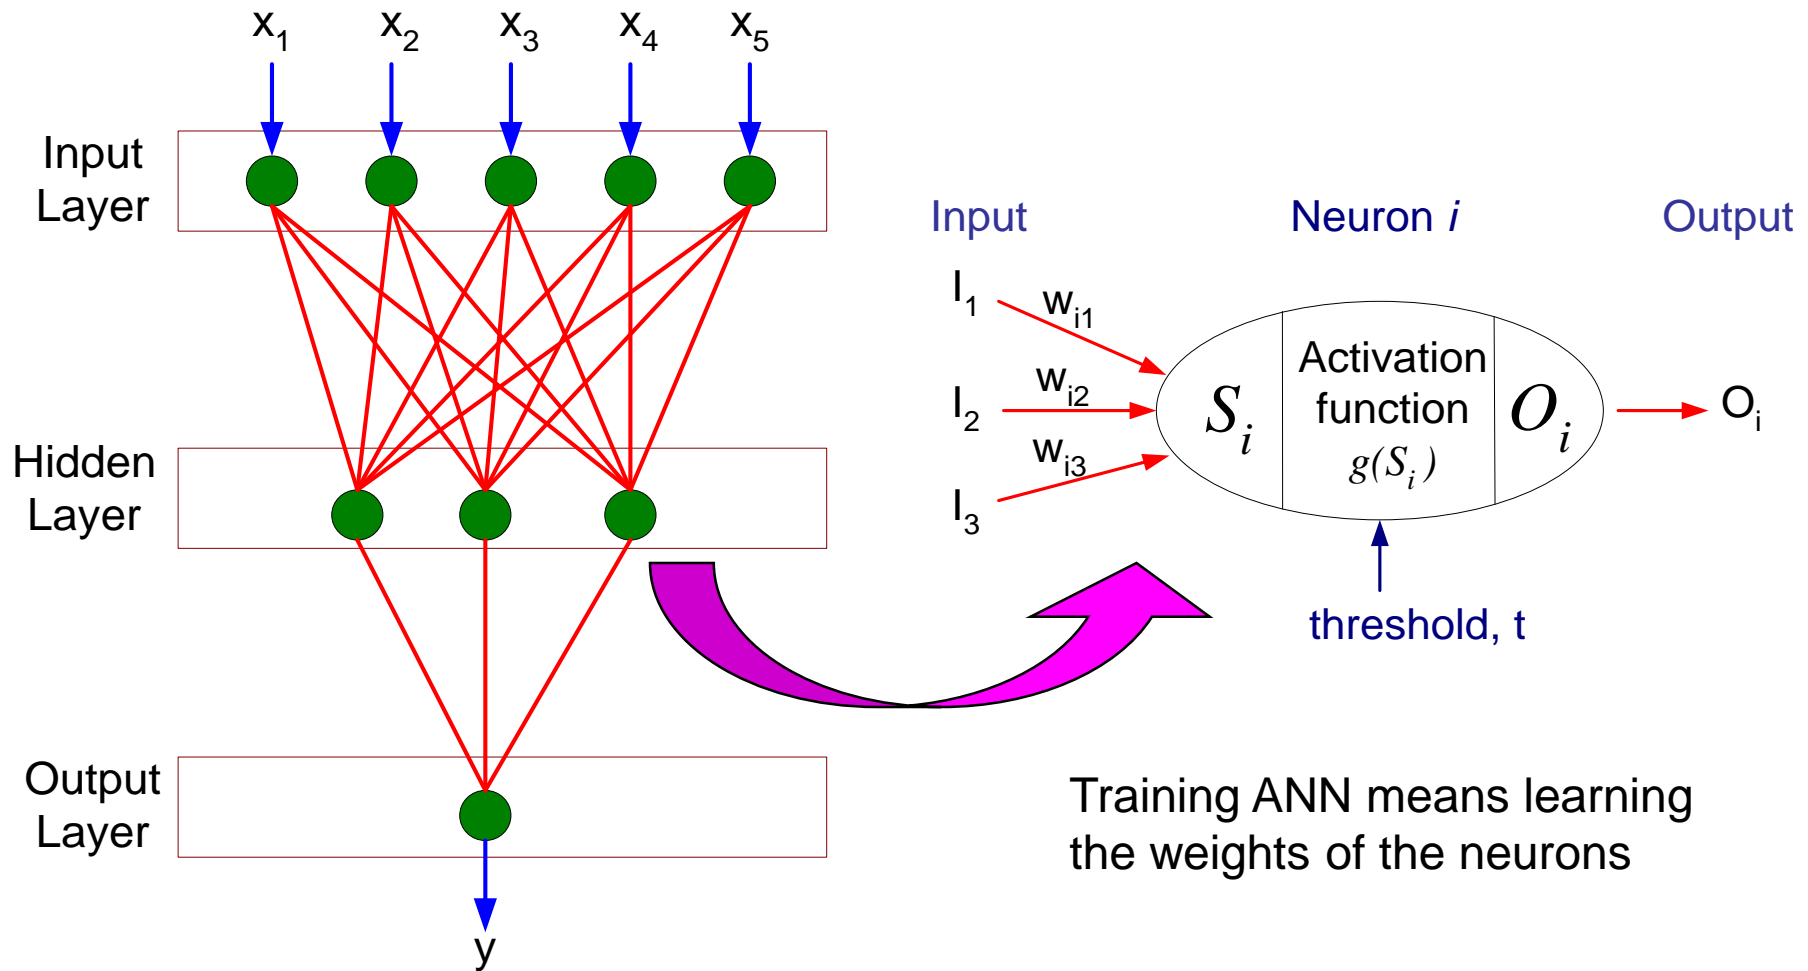 x1 x2 x3 x4 x5
Input
Layer
Hidden
Layer
Output
Layer
y
Input Neuron i Output
I1 wi1
I2 wi2
I3 wi3
Si
Activation
function
g(Si)
Oi
Oi
threshold, t
Training ANN means learning
the weights of the neurons